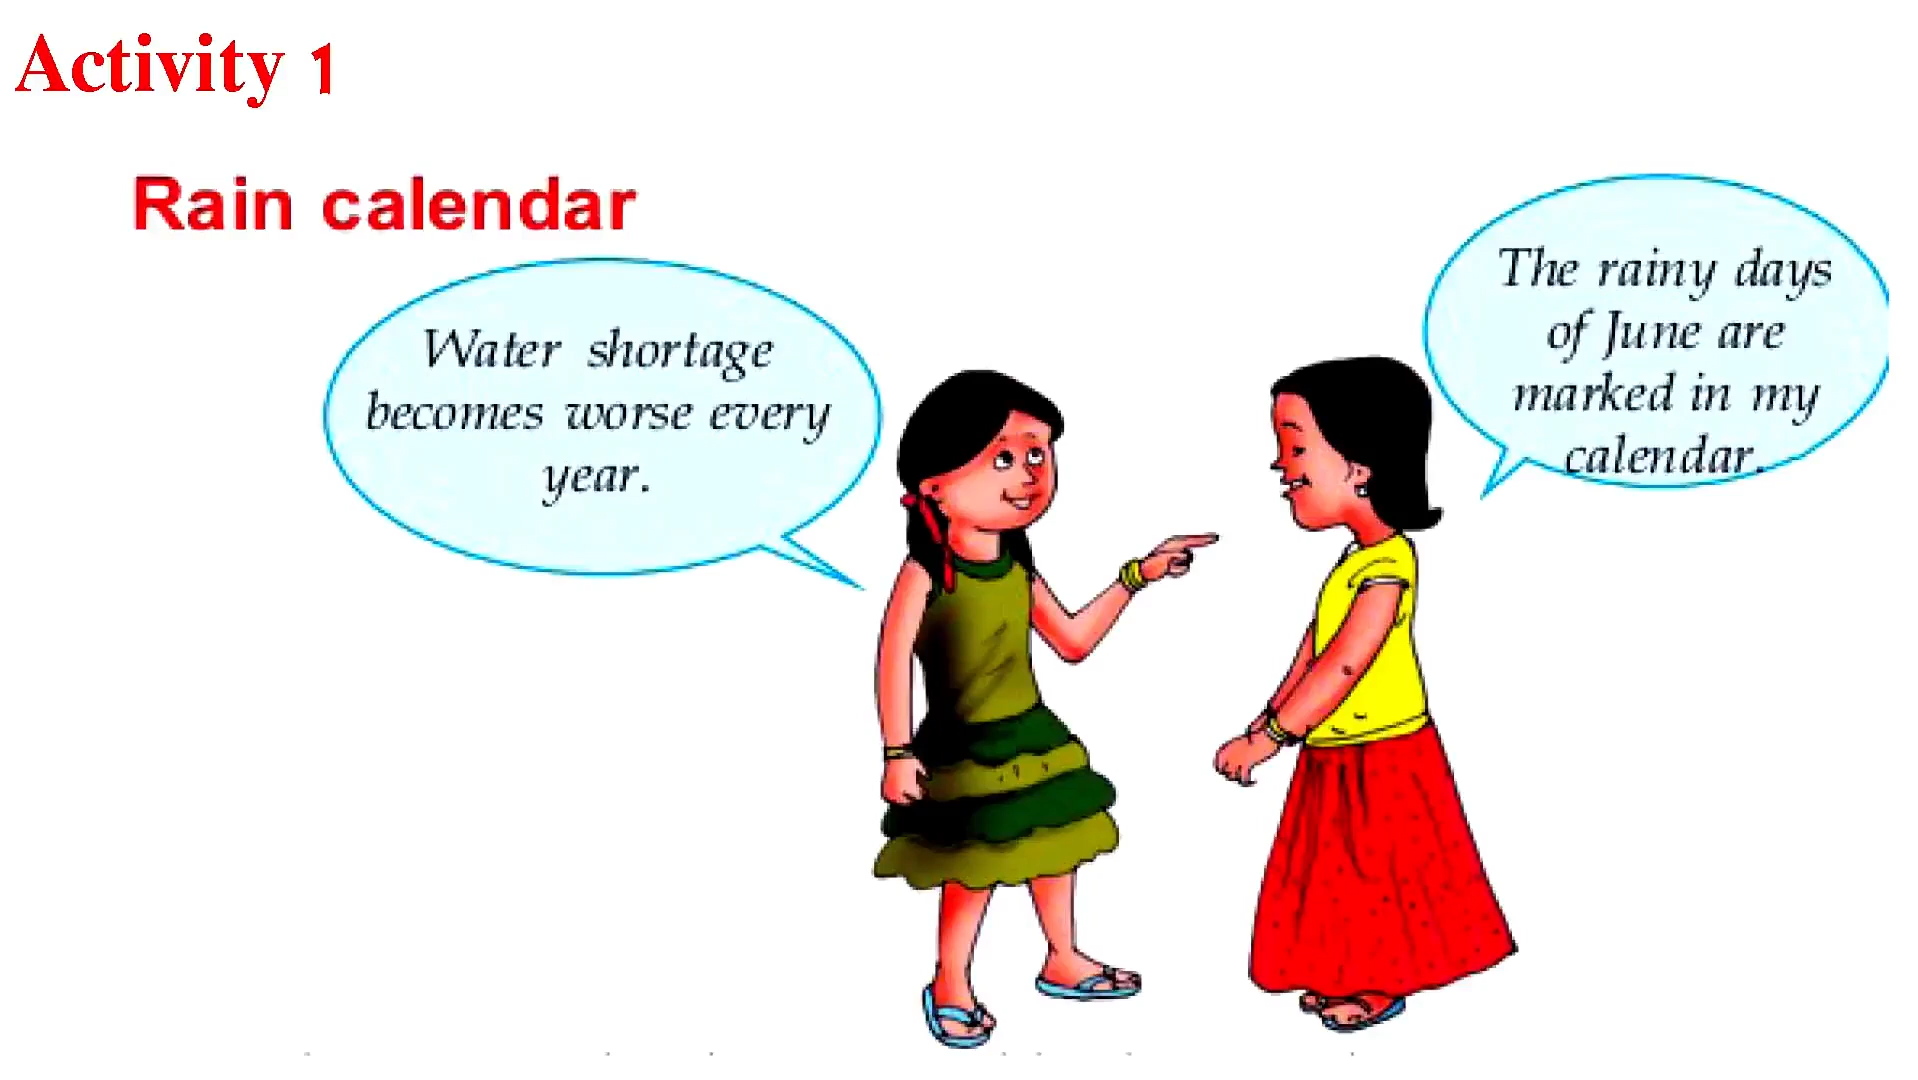 Activity 1
Rain calendar
Water shortage
becomes worse every
year.
The rainy days
of June are
marked in my
calendar.